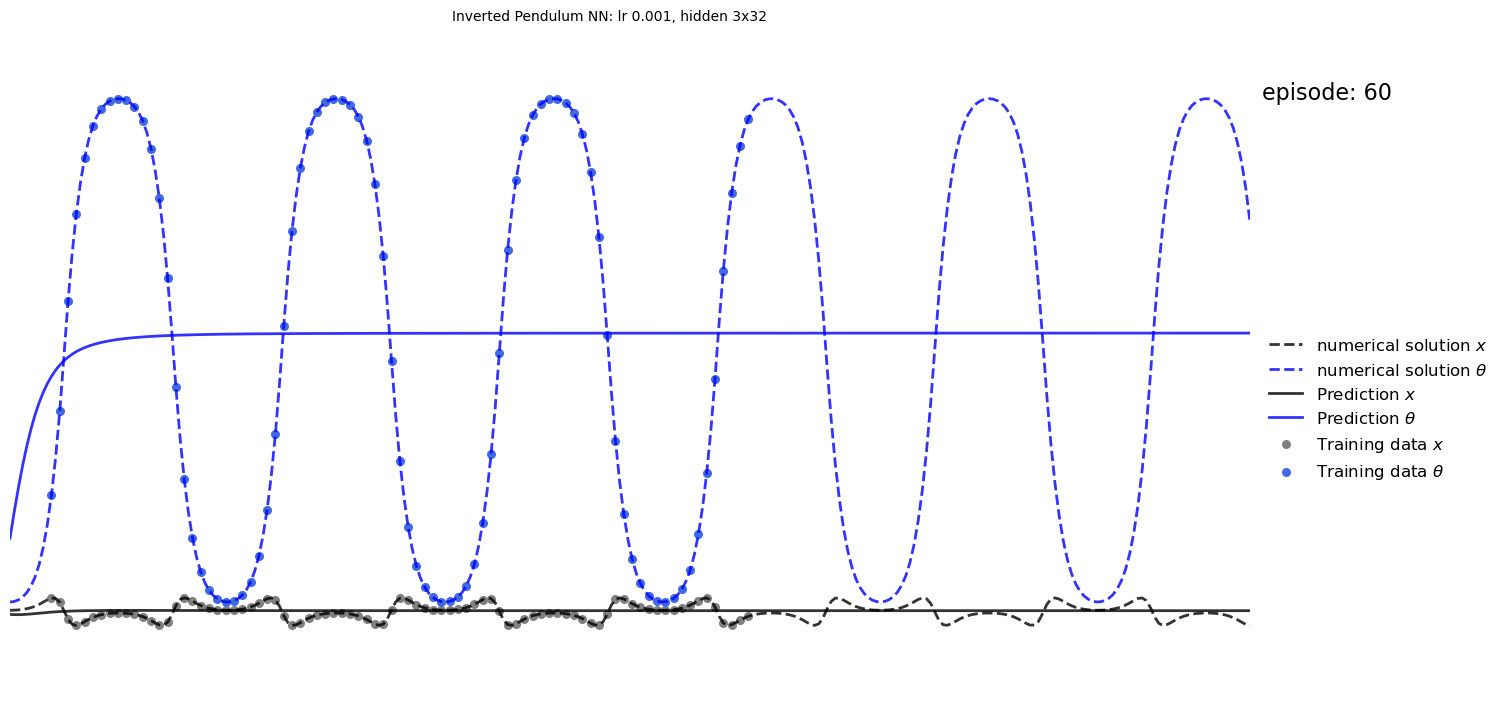 Inverted Pendulum NN: lr 0.001, hidden 3x32
episode: 60
numerical solution x
numerical solution θ
Prediction x
Prediction θ
Training data x
Training data θ